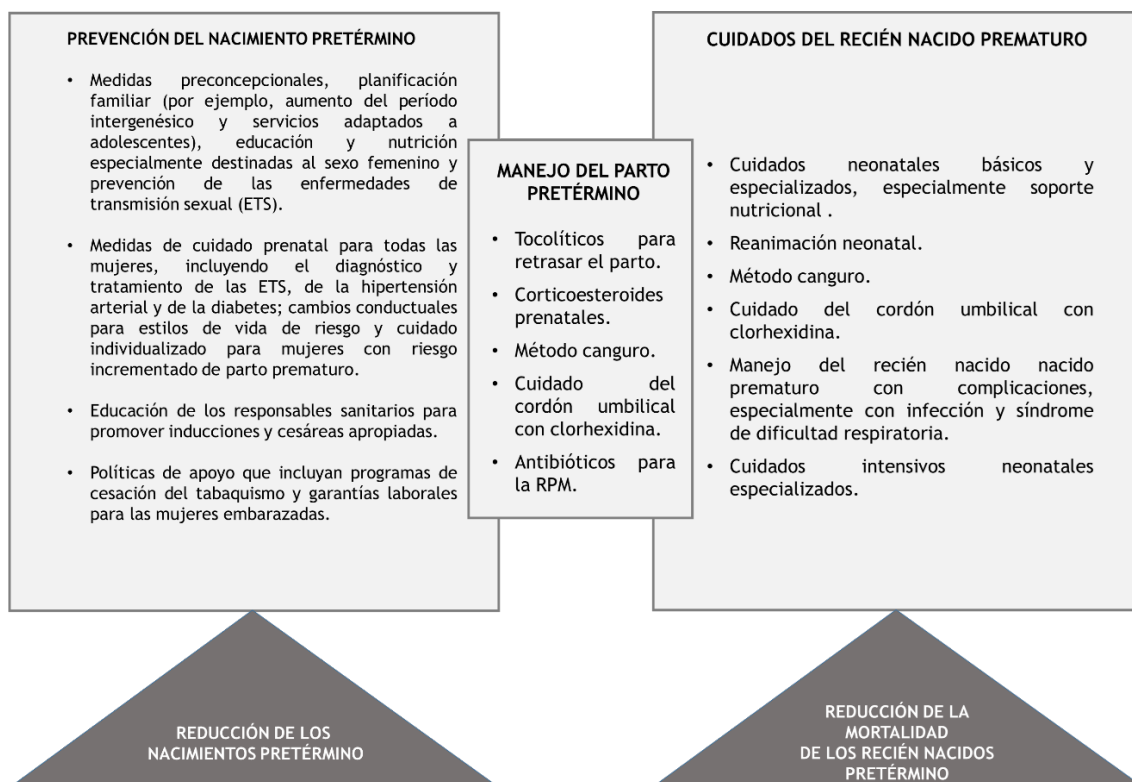 PREVENCIÓN DEL NACIMIENTO PRETÉRMINO
• Medidas preconcepcionales, planificación
familiar (por ejemplo, aumento del período
intergenésico y servicios adaptados a
adolescentes), educación y nutrición
especialmente destinadas al sexo femenino y
prevención de las enfermedades de
transmisión sexual (ETS).
• Medidas de cuidado prenatal para todas las
mujeres, incluyendo el diagnóstico y
tratamiento de las ETS, de la hipertensión
arterial y de la diabetes; cambios conductuales
para estilos de vida de riesgo y cuidado
individualizado para mujeres con riesgo
incrementado de parto prematuro.
• Educación de los responsables sanitarios para
promover inducciones y cesáreas apropiadas.
• Políticas de apoyo que incluyan programas de
cesación del tabaquismo y garantías laborales
para las mujeres embarazadas.
MANEJO DEL PARTO
PRETÉRMINO
• Tocolíticos para
retrasar el parto.
• Corticoesteroides
prenatales.
• Método canguro.
• Cuidado del
cordón umbilical
con clorhexidina.
• Antibióticos para
la RPM.
CUIDADOS DEL RECIÉN NACIDO PREMATURO
• Cuidados neonatales básicos y
especializados, especialmente soporte
nutricional .
• Reanimación neonatal.
• Método canguro.
• Cuidado del cordón umbilical con
clorhexidina.
• Manejo del recién nacido nacido
prematuro con complicaciones,
especialmente con infección y síndrome
de dificultad respiratoria.
• Cuidados intensivos neonatales
especializados.
REDUCCIÓN DE LOS
NACIMIENTOS PRETÉRMINO
REDUCCIÓN DE LA
MORTALIDAD
DE LOS RECIÉN NACIDOS
PRETÉRMINO